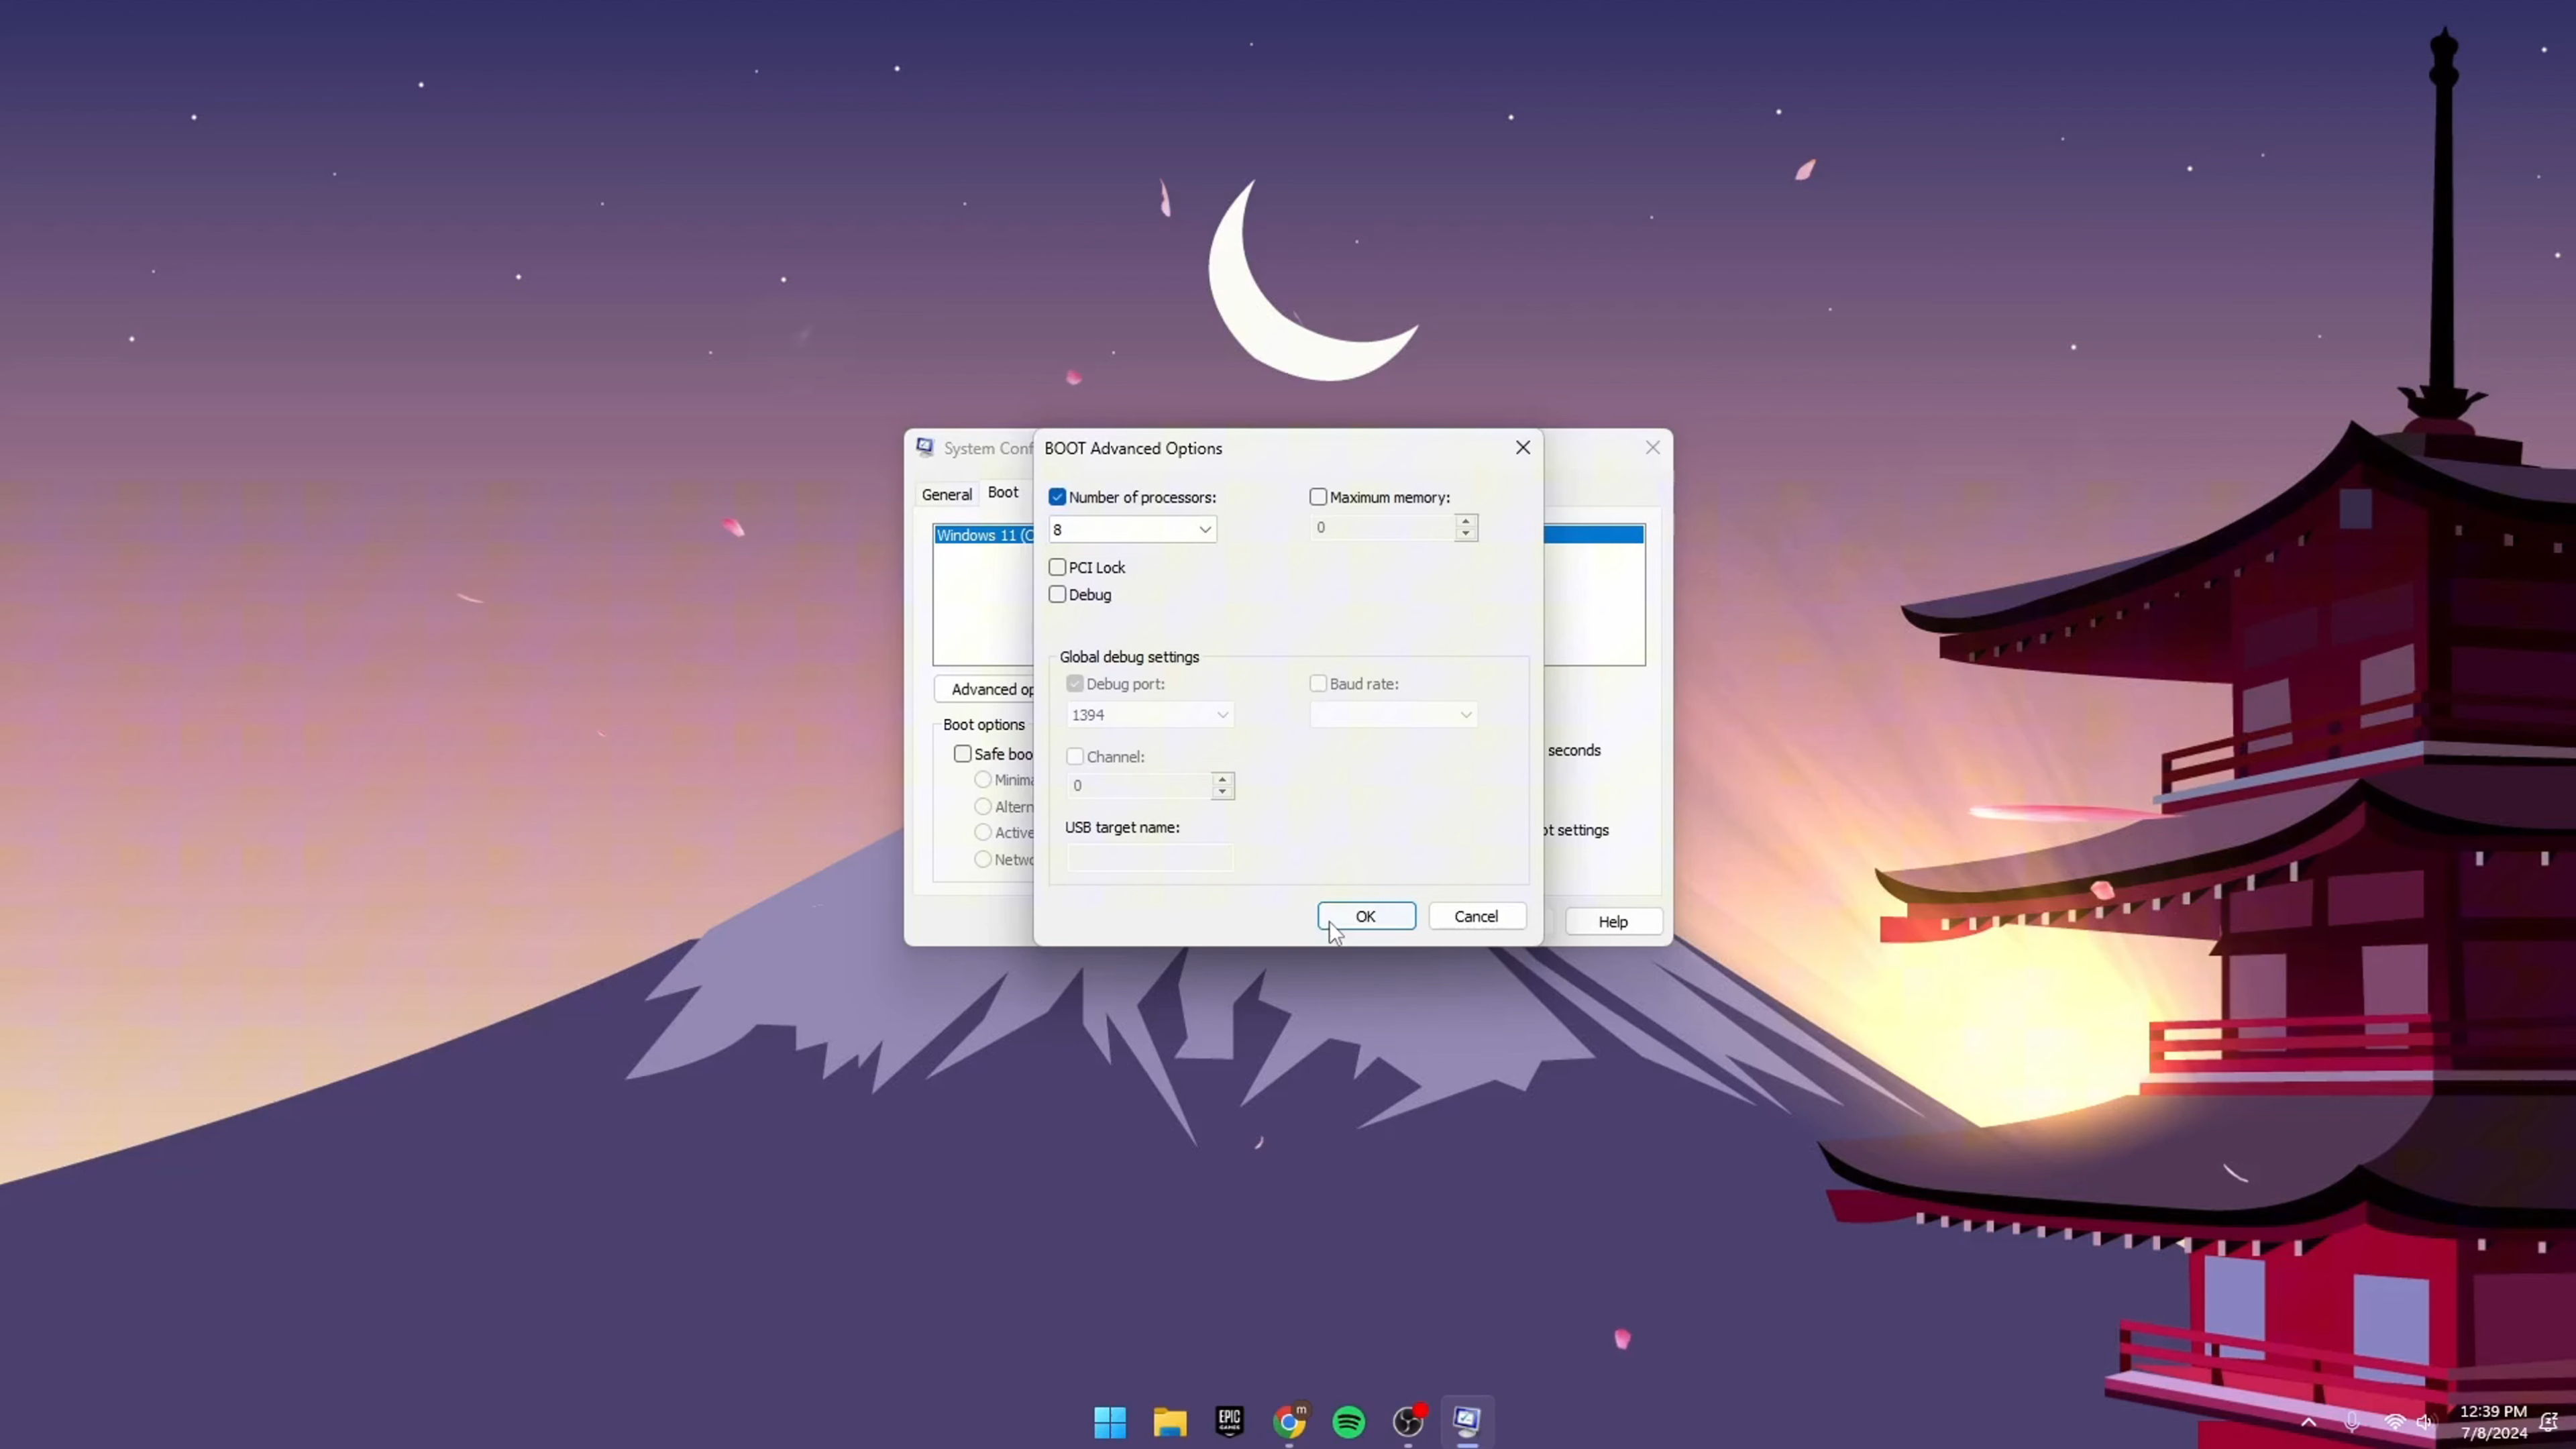 System Conf
BOOT Advanced Options
General
Boot
Number of processors:
Maximum memory:
Windows 11 (C
8
0
PCI Lock
Debug
Global debug settings
Advanced op
Debug port:
Baud rate:
1394
Boot options
Safe boo
Channel:
seconds
Minima
0
Altern
Active
USB target name:
ot settings
Netwo
OK
Cancel
Help
EPIC
GAMES
m
12:39 PM
7/8/2024